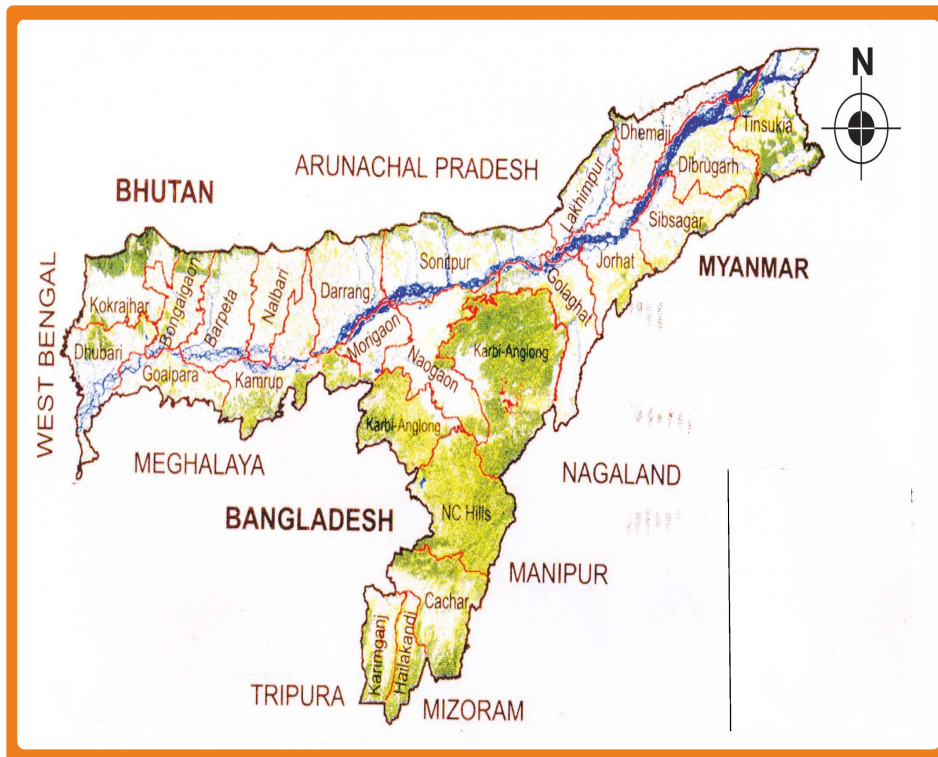 N
ARUNACHAL PRADESH
BHUTAN
WEST BENGAL
MYANMAR
MEGHALAYA
BANGLADESH
NAGALAND
MANIPUR
TRIPURA
MIZORAM
Tinsukia
Dhemaji
Dibrugarh
Lakhimpur
Sibsagar
Jorhat
Golaghat
Sonitpur
Darrang
Nalbari
Barpeta
Bongaigaon
Kokrajhar
Dhubari
Goalpara
Kamrup
Morigaon
Naogaon
Karbi-Anglong
Karbi-Anglong
NC Hills
Cachar
Karimganj
Hailakandi